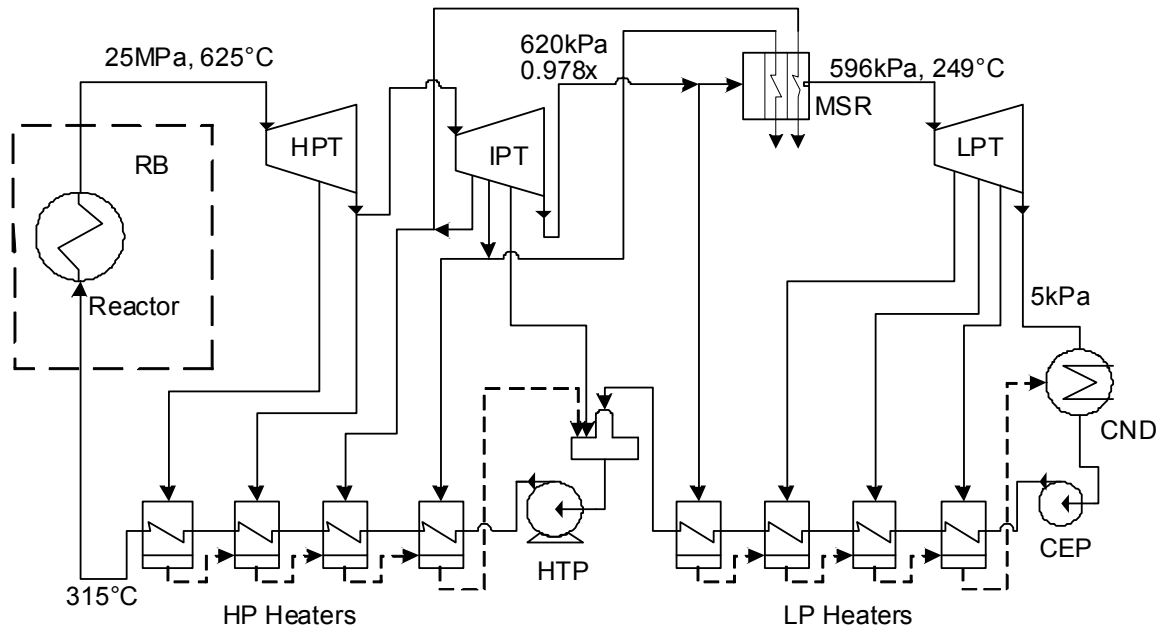 25MPa, 625°C
620kPa
0.978x
596kPa, 249°C
MSR
RB
HPT
IPT
LPT
Reactor
5kPa
CND
HTP
CEP
315°C
HP Heaters
LP Heaters